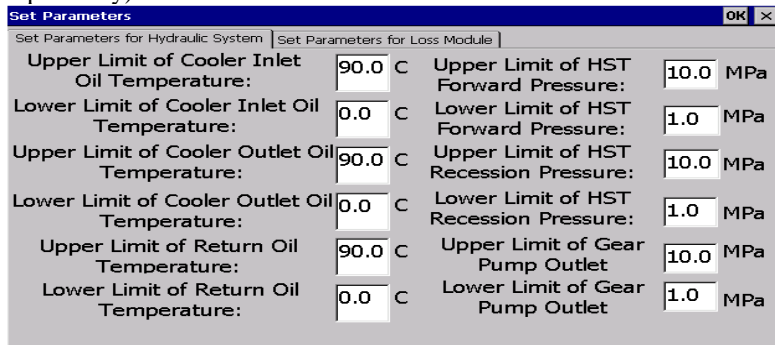 Set Parameters OK ×
Set Parameters for Hydraulic System Set Parameters for Loss Module
Upper Limit of Cooler Inlet
Oil Temperature:
90.0 C
Upper Limit of HST
Forward Pressure:
10.0 MPa
Lower Limit of Cooler Inlet Oil
Temperature:
0.0 C
Lower Limit of HST
Forward Pressure:
1.0 MPa
Upper Limit of Cooler Outlet Oil
Temperature:
90.0 C
Upper Limit of HST
Recession Pressure:
10.0 MPa
Lower Limit of Cooler Outlet Oil
Temperature:
0.0 C
Lower Limit of HST
Recession Pressure:
1.0 MPa
Upper Limit of Return Oil
Temperature:
90.0 C
Upper Limit of Gear
Pump Outlet
10.0 MPa
Lower Limit of Return Oil
Temperature:
0.0 C
Lower Limit of Gear
Pump Outlet
1.0 MPa